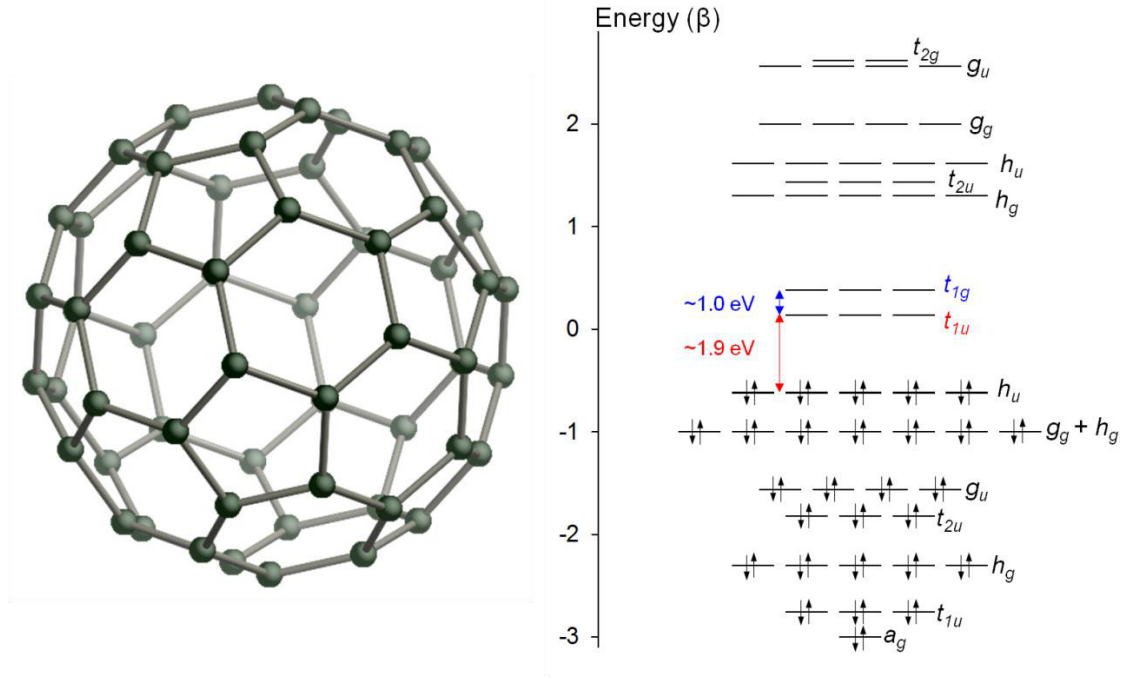 Energy (β)
t2g
gu
2
gg
hu
t2u
1
hg
~1.0 eV
t1g
0
t1u
~1.9 eV
hu
-1
gg + hg
gu
-2
t2u
hg
t1u
-3
ag